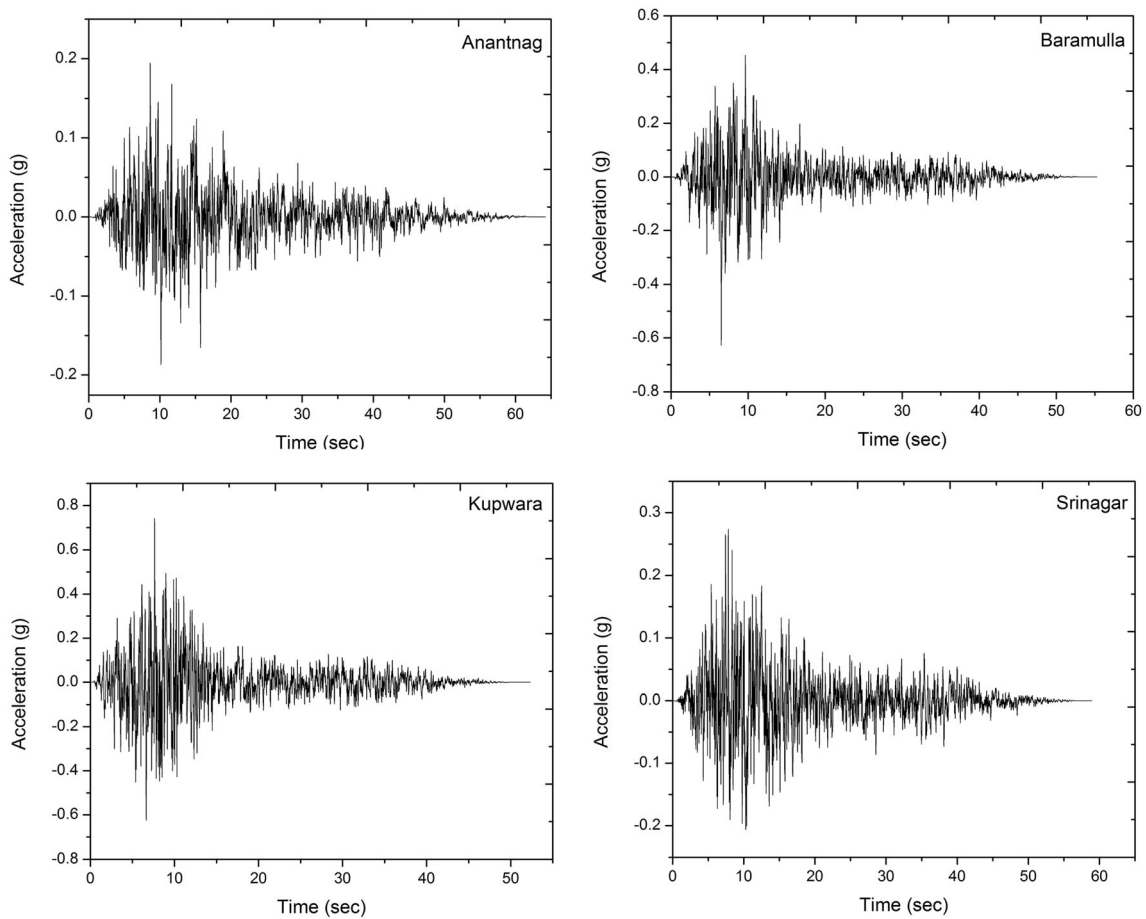 Anantnag
0.2
0.1
0.0
-0.1
-0.2
Acceleration (g)
0 10 20 30 40 50 60
Time (sec)
Baramulla
0.6
0.4
0.2
0.0
-0.2
-0.4
-0.6
-0.8
Acceleration (g)
0 10 20 30 40 50 60
Time (sec)
Kupwara
0.8
0.6
0.4
0.2
0.0
-0.2
-0.4
-0.6
-0.8
Acceleration (g)
0 10 20 30 40 50
Time (sec)
Srinagar
0.3
0.2
0.1
0.0
-0.1
-0.2
Acceleration (g)
0 10 20 30 40 50 60
Time (sec)